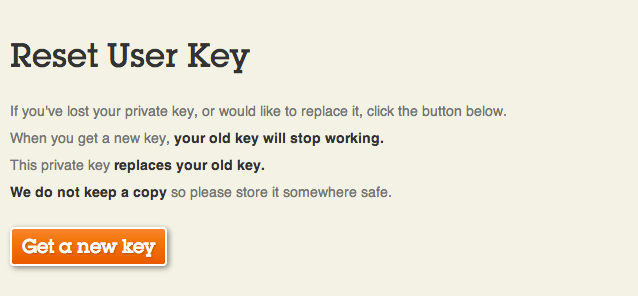 Reset User Key
If you've lost your private key, or would like to replace it, click the button below.
When you get a new key, your old key will stop working.
This private key replaces your old key.
We do not keep a copy so please store it somewhere safe.
Get a new key